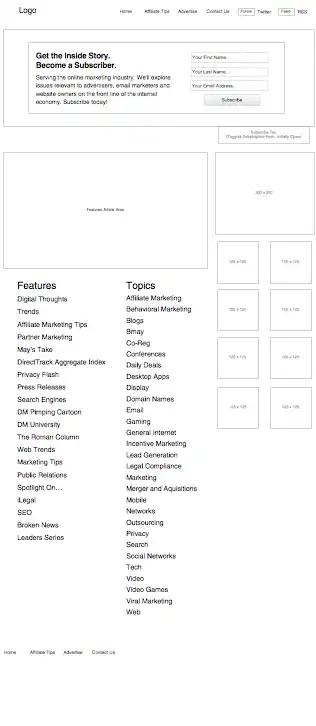 Logo
Home Affiliate Tips Advertise Contact Us Follow Twitter Feed RSS
Get the Inside Story.
Become a Subscriber.
Serving the online marketing industry. We'll explore
issues relevant to advertisers, email marketers and
website owners on the front line of the internet
economy. Subscribe today!
Your First Name...
Your Last Name...
Your Email Address..
Subscribe
Subscribe Tab
(Toggles Subscription Form, Initially Open)
Features Article Area
125 x 125 125 x 125
125 x 125 125 x 125
125 x 125 125 x 125
125 x 125 125 x 125
Features
Digital Thoughts
Trends
Affiliate Marketing Tips
Partner Marketing
May's Take
DirectTrack Aggregate Index
Privacy Flash
Press Releases
Search Engines
DM Pimping Cartoon
DM University
The Roman Column
Web Trends
Marketing Tips
Public Relations
Spotlight On...
iLegal
SEO
Broken News
Leaders Series
Topics
Affiliate Marketing
Behavioral Marketing
Blogs
Bmay
Co-Reg
Conferences
Daily Deals
Desktop Apps
Display
Domain Names
Email
Gaming
General Internet
Incentive Marketing
Lead Generation
Legal Compliance
Marketing
Merger and Aquisitions
Mobile
Networks
Outsourcing
Privacy
Search
Social Networks
Tech
Video
Video Games
Viral Marketing
Web
Home Affiliate Tips Advertise Contact Us